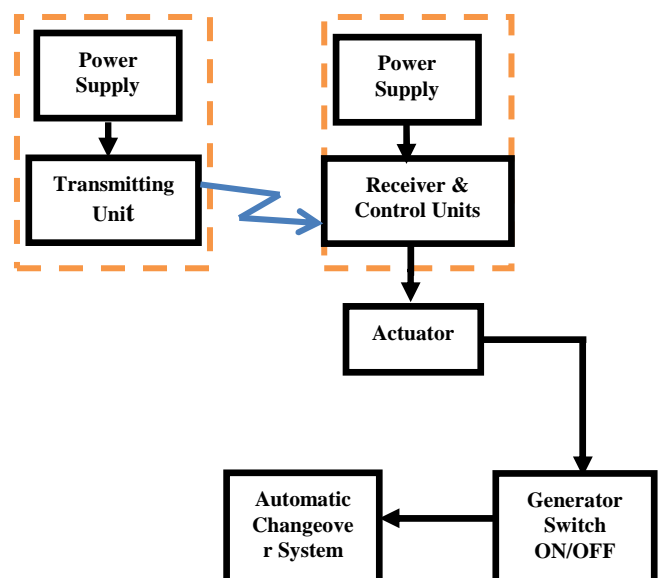 Power
Supply
Power
Supply
Transmitting
Unit
Receiver &
Control Units
Actuator
Automatic
Changeove
r System
Generator
Switch
ON/OFF